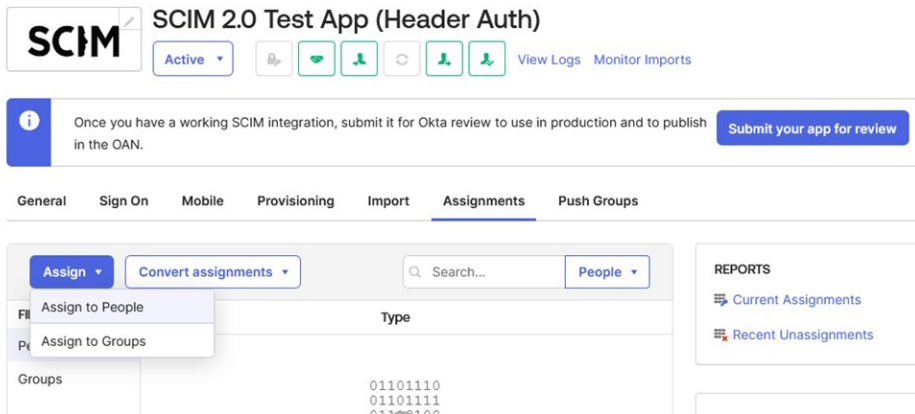 SCIM
SCIM 2.0 Test App (Header Auth)
Active
View Logs Monitor Imports
i
Once you have a working SCIM integration, submit it for Okta review to use in production and to publish
in the OAN.
Submit your app for review
General Sign On Mobile Provisioning Import Assignments Push Groups
Assign
Convert assignments
Search...
People
REPORTS
Current Assignments
Recent Unassignments
Assign to People
Assign to Groups
Type
Groups
01101110
01101111